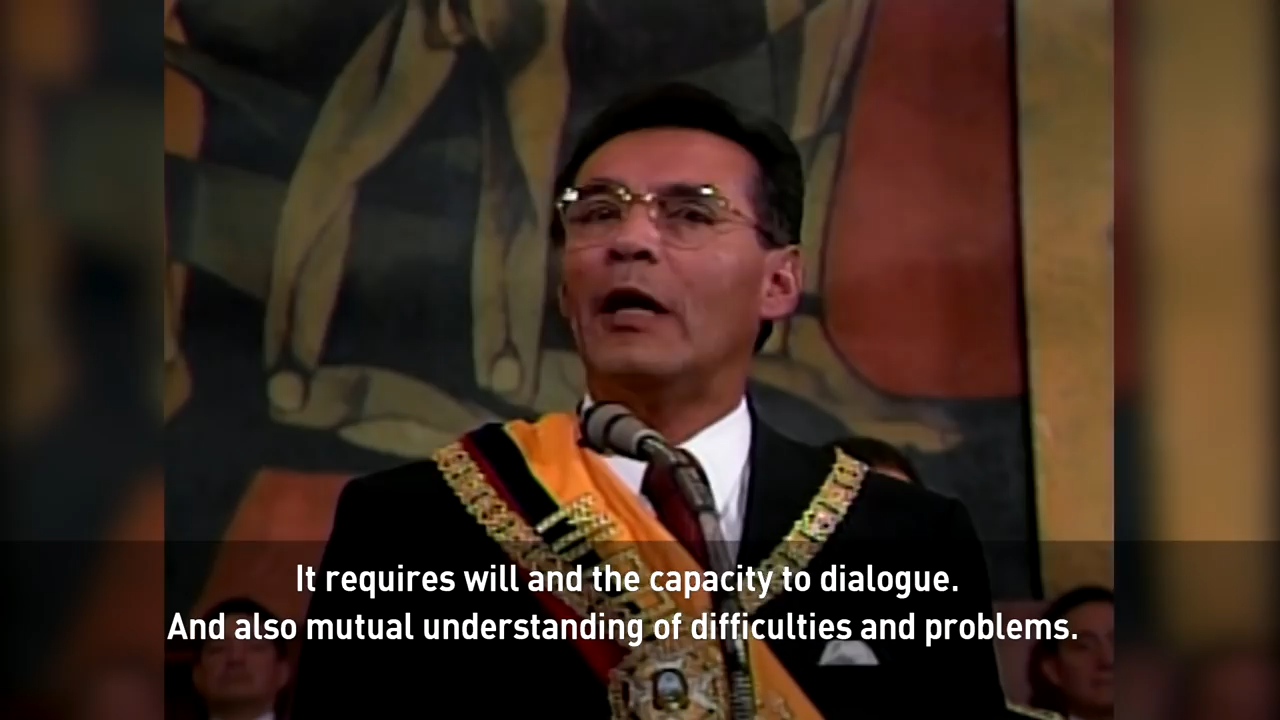 It requires will and the capacity to dialogue.
And also mutual understanding of difficulties and problems.